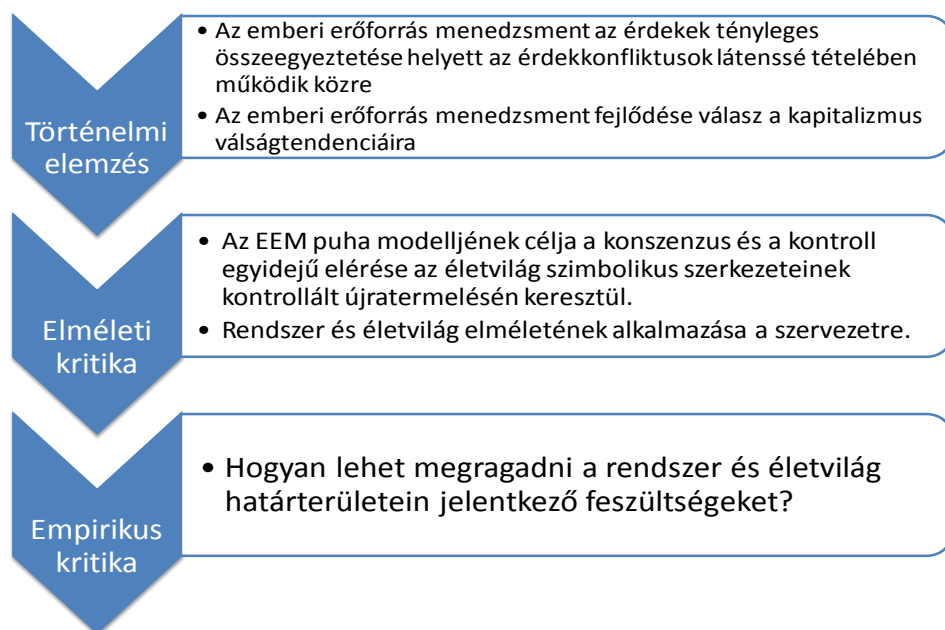 Történelmi
elemzés
• Az emberi erőforrás menedzsment az érdekek tényleges
összeegyeztetése helyett az érdekkonfliktusok látenssé tételében
működik közre
• Az emberi erőforrás menedzsment fejlődése válasz a kapitalizmus
válságtendenciáira
Elméleti
kritika
• Az EEM puha modelljének célja a konszenzus és a kontroll
egyidejű elérése az életvilág szimbolikus szerkezeteinek
kontrollált újratermelésén keresztül.
• Rendszer és életvilág elméletének alkalmazása a szervezetre.
Empirikus
kritika
• Hogyan lehet megragadni a rendszer és életvilág
határterületein jelentkező feszültségeket?